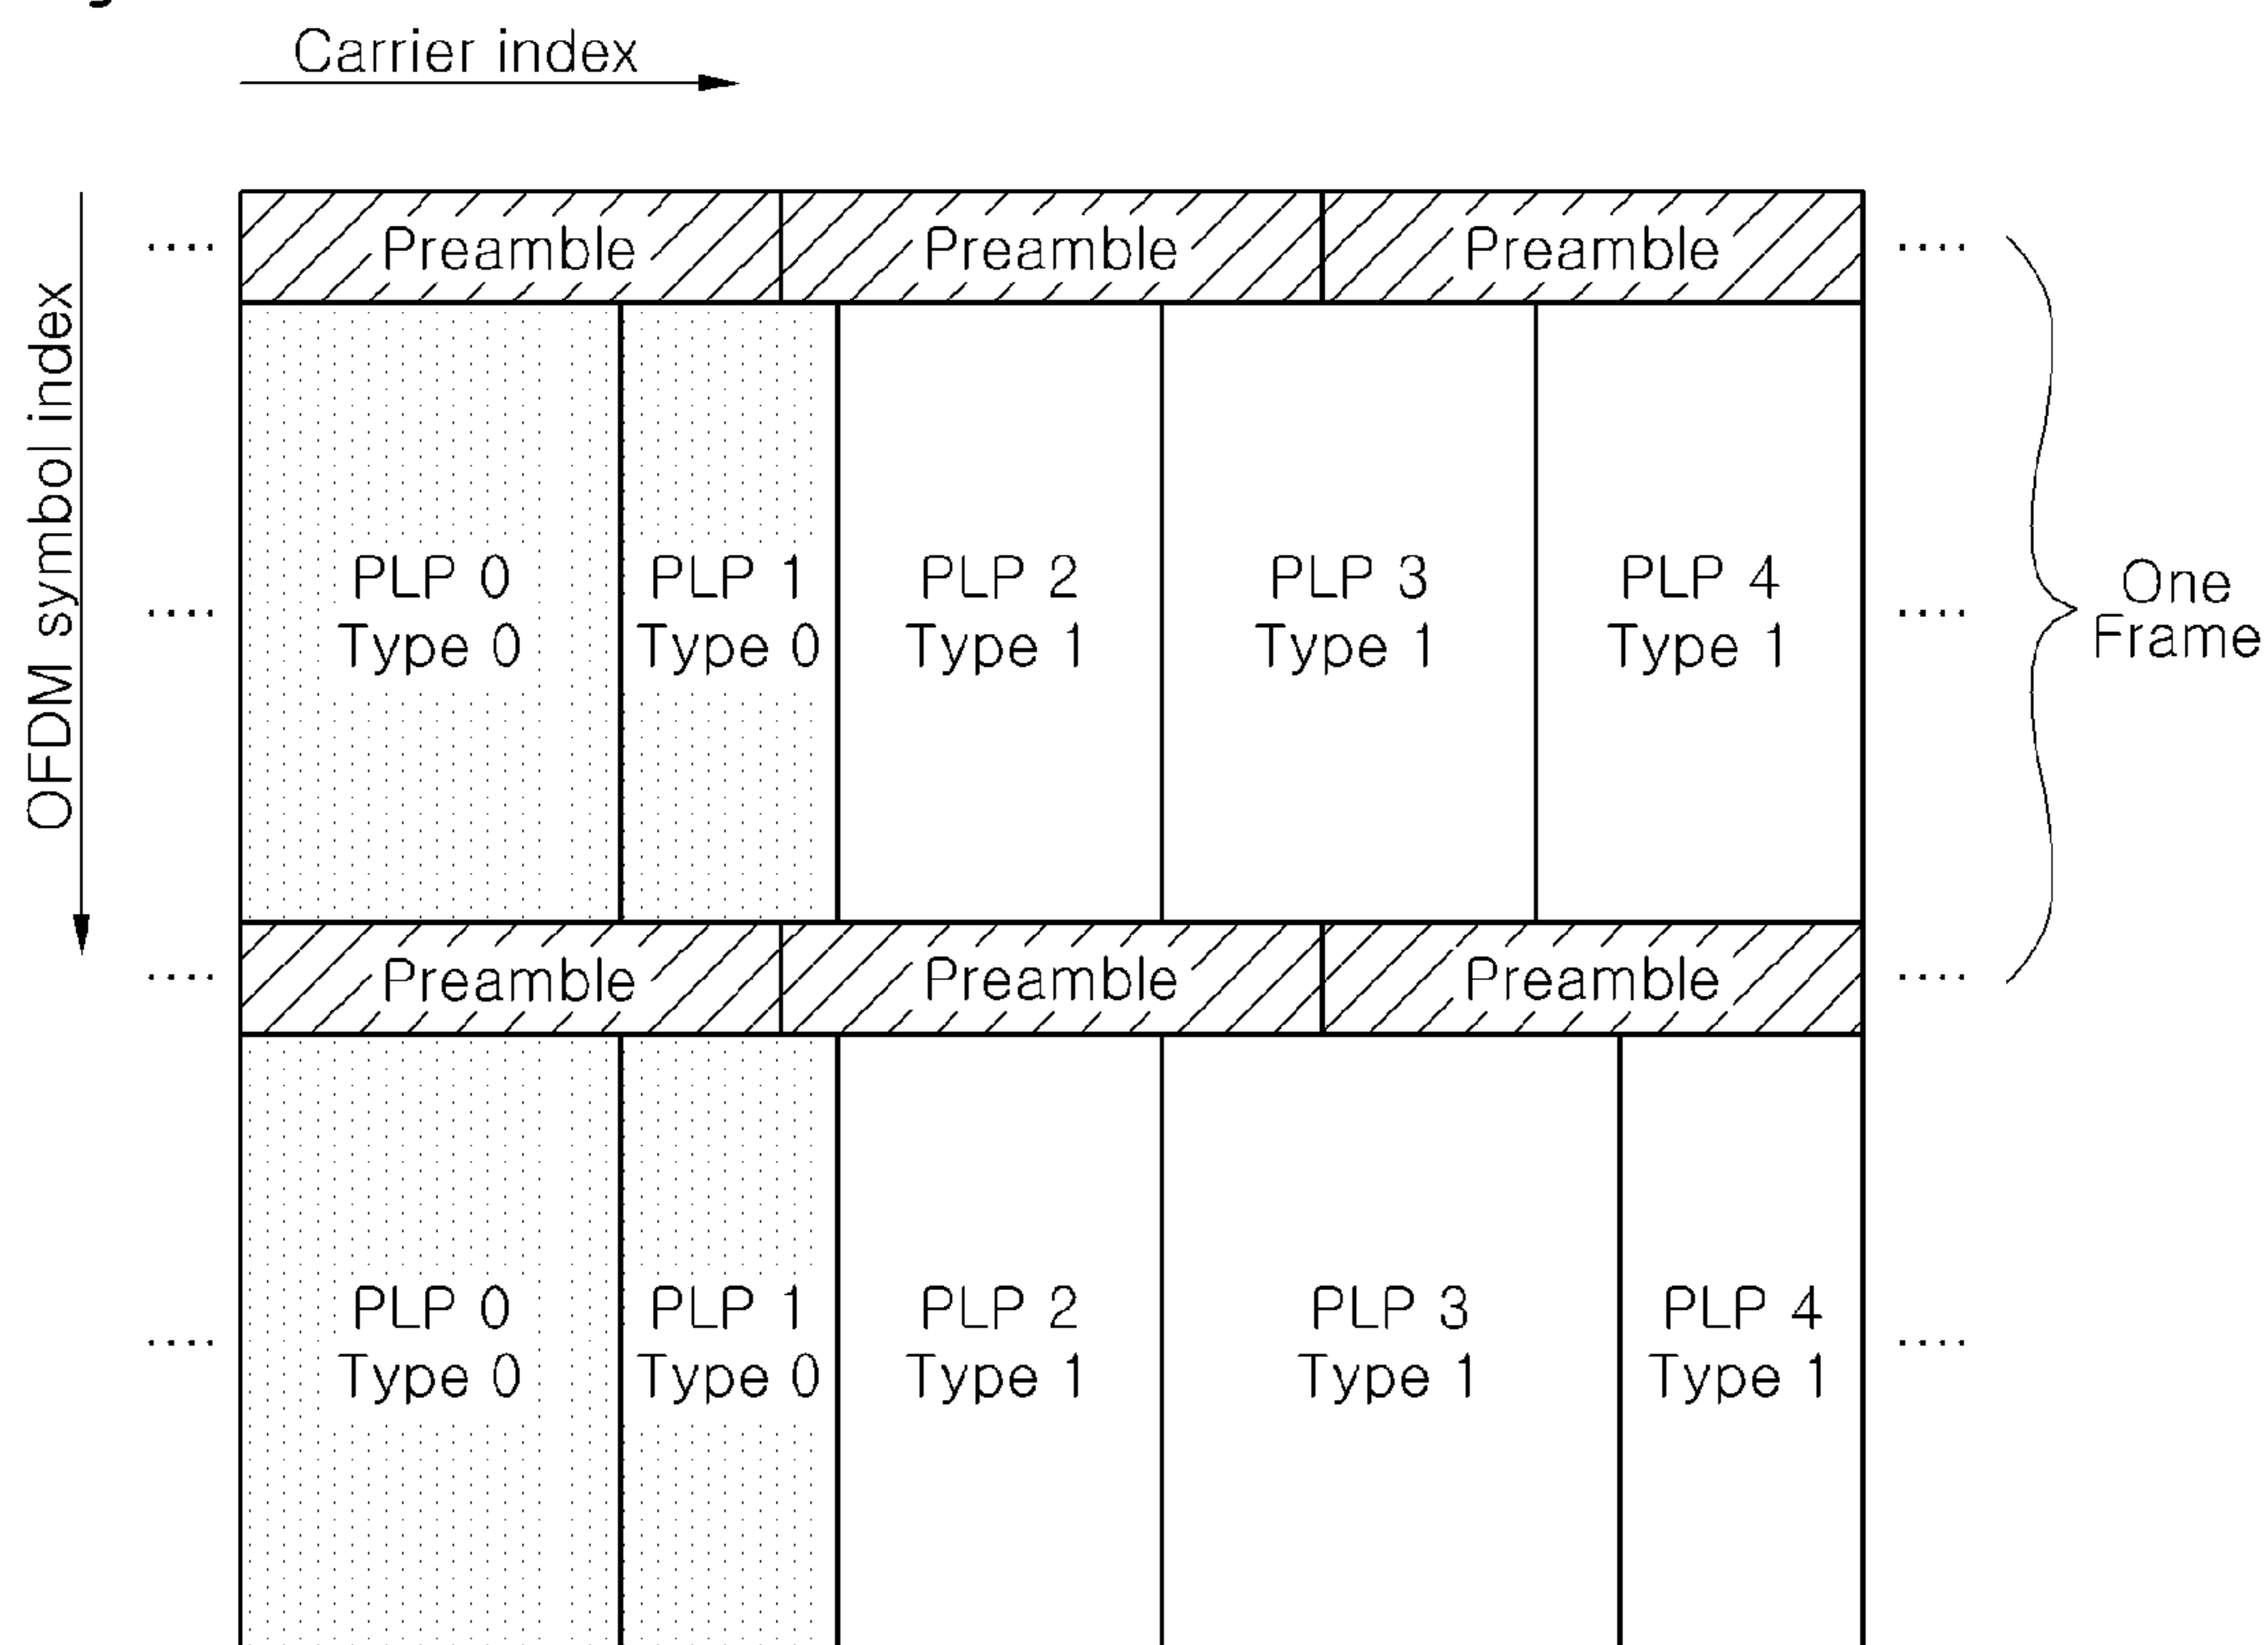 Carrier index
OFDM symbol index
.... Preamble Preamble Preamble ....
.... PLP 0 PLP 1 PLP 2 PLP 3 PLP 4 ....
Type 0 Type 0 Type 1 Type 1 Type 1
One
Frame
.... Preamble Preamble Preamble ....
.... PLP 0 PLP 1 PLP 2 PLP 3 PLP 4 ....
Type 0 Type 0 Type 1 Type 1 Type 1